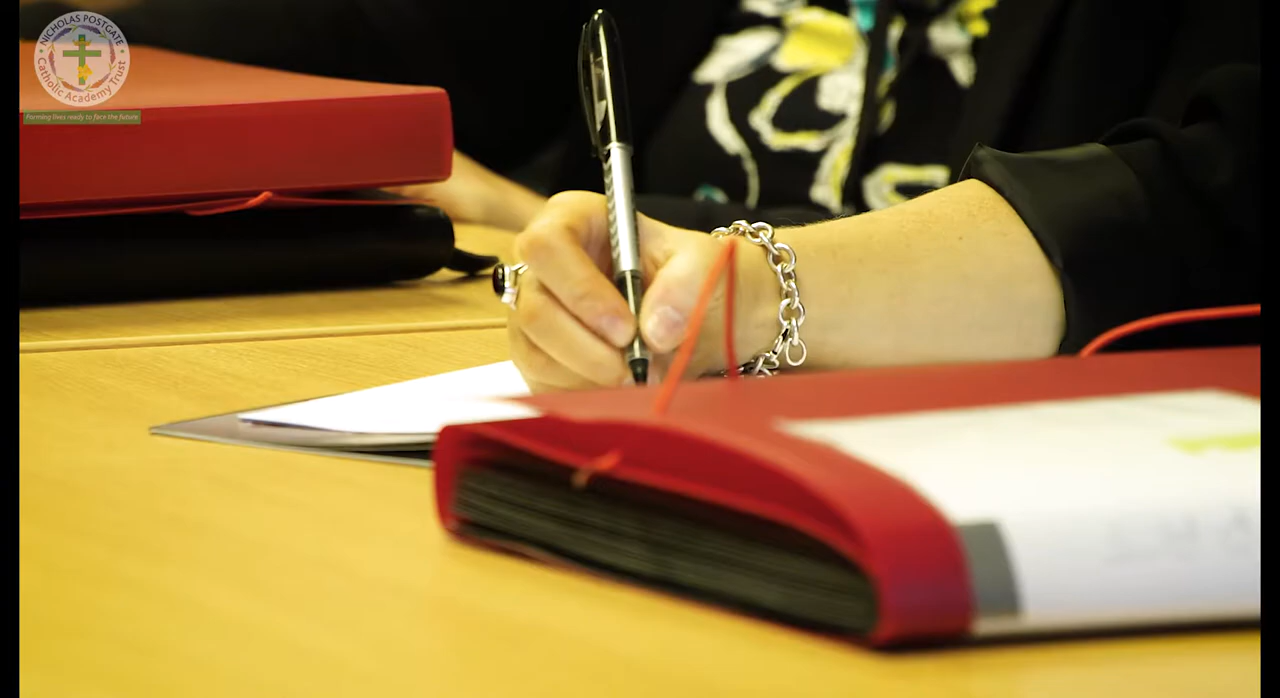 NICHOLAS POSTGATE
Catholic Academy Trust
Forming lives ready to face the future